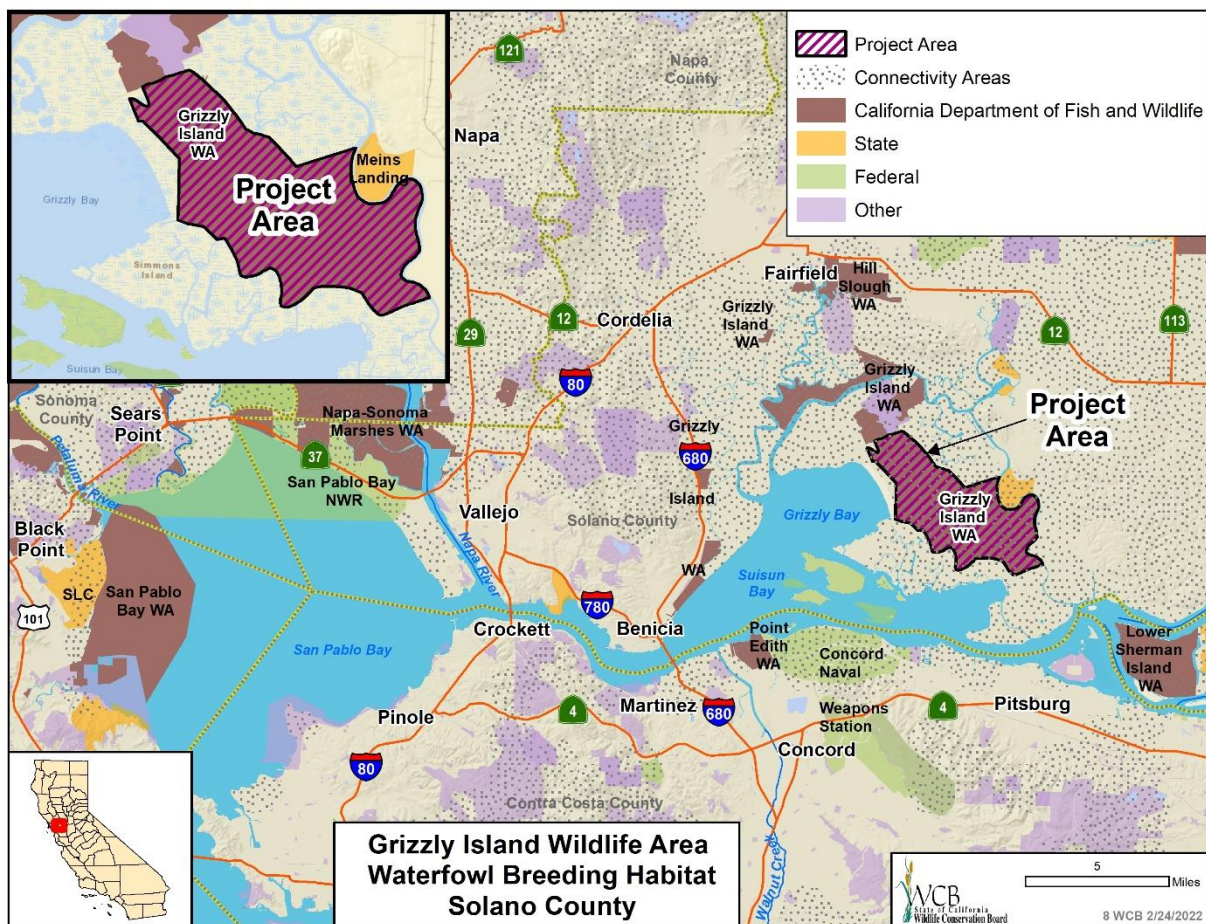 Grizzly
Island
WA
Project
Area
Meins
Landing
Grizzly Bay
Simmons
Island
Suisun Bay
Project Area
Connectivity Areas
California Department of Fish and Wildlife
State
Federal
Other
121
Napa
County
Napa
29
12
Cordelia
80
Fairfield
Hill
Slough
WA
Grizzly
Island
WA
12
113
Grizzly
Island
WA
Project
Area
Sonoma
County
Sears
Point
Petaluma River
Napa-Sonoma
Marshes WA
37
San Pablo Bay
NWR
Grizzly
680
Island
WA
Vallejo
Solano County
Grizzly Bay
Grizzly
Island
WA
Black
Point
Napa River
Suisun
Bay
SLC
San Pablo
Bay WA
101
780
Crockett
Benicia
San Pablo Bay
Point
Edith
WA
Concord
Naval
Weapons
Station
Lower
Sherman
Island
WA
Pinole
4
Martinez
680
4
Pitsburg
Concord
80
Contra Costa County
Walnut Creek
Grizzly Island Wildlife Area
Waterfowl Breeding Habitat
Solano County
WCB
State of California
Wildlife Conservation Board
5
Miles
8 WCB 2/24/2022